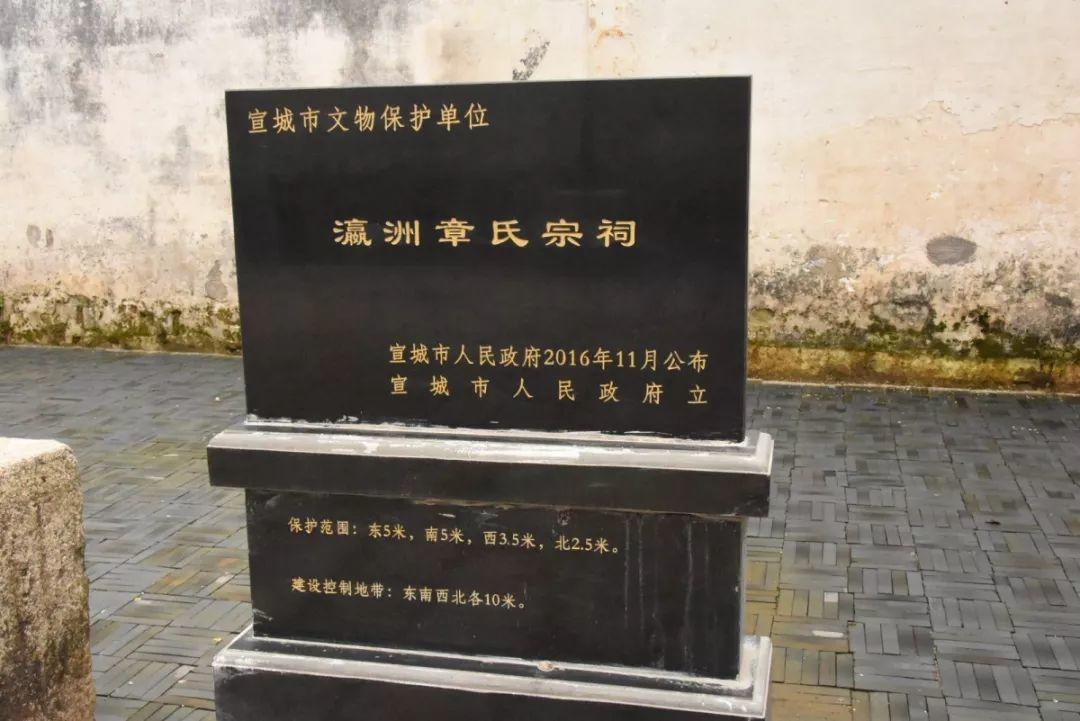 宣城市文物保护单位
瀛洲章氏宗祠
宣城市人民政府2016年11月公布
宣城市人民政府立
保护范围：东5米，南5米，西3.5米，北2.5米。
建设控制地带：东南西北各10米。